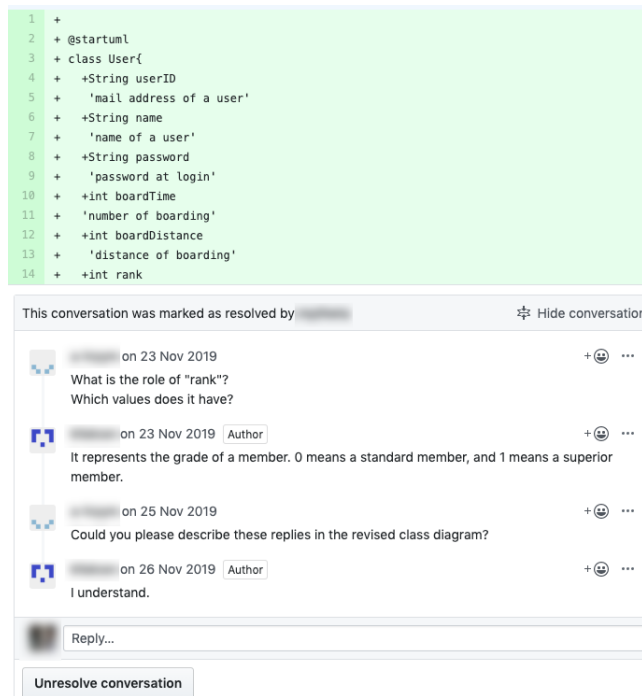 1 +
2 + @startuml
3 + class User{
4 + +String userID
5 + 'mail address of a user'
6 + +String name
7 + 'name of a user'
8 + +String password
9 + 'password at login'
10 + +int boardTime
11 + 'number of boarding'
12 + +int boardDistance
13 + 'distance of boarding'
14 + +int rank
This conversation was marked as resolved by
Hide conversation
on 23 Nov 2019
What is the role of "rank"?
Which values does it have?
on 23 Nov 2019 Author
It represents the grade of a member. 0 means a standard member, and 1 means a superior
member.
on 25 Nov 2019
Could you please describe these replies in the revised class diagram?
on 26 Nov 2019 Author
I understand.
Reply...
Unresolve conversation